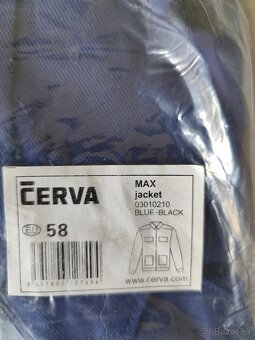 ČERVA
MAX
jacket
03010210
BLUE-BLACK
EU 58
www.cerva.com